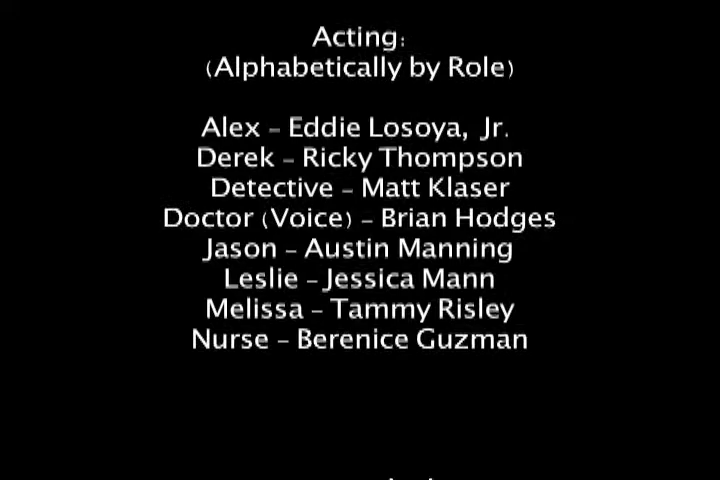 Acting:
(Alphabetically by Role)
Alex – Eddie Losoya, Jr.
Derek – Ricky Thompson
Detective – Matt Klaser
Doctor (Voice) – Brian Hodges
Jason – Austin Manning
Leslie – Jessica Mann
Melissa – Tammy Risley
Nurse – Berenice Guzman